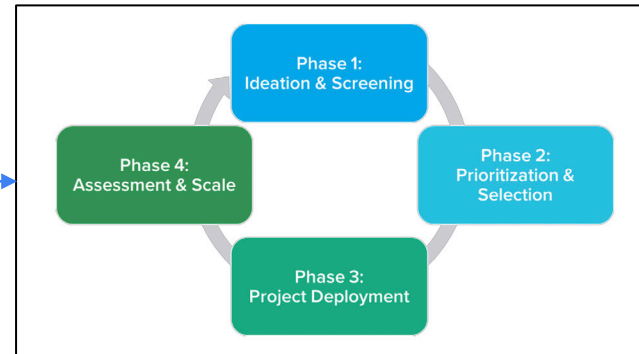 Phase 1:
Ideation & Screening
Phase 2:
Prioritization &
Selection
Phase 3:
Project Deployment
Phase 4:
Assessment & Scale